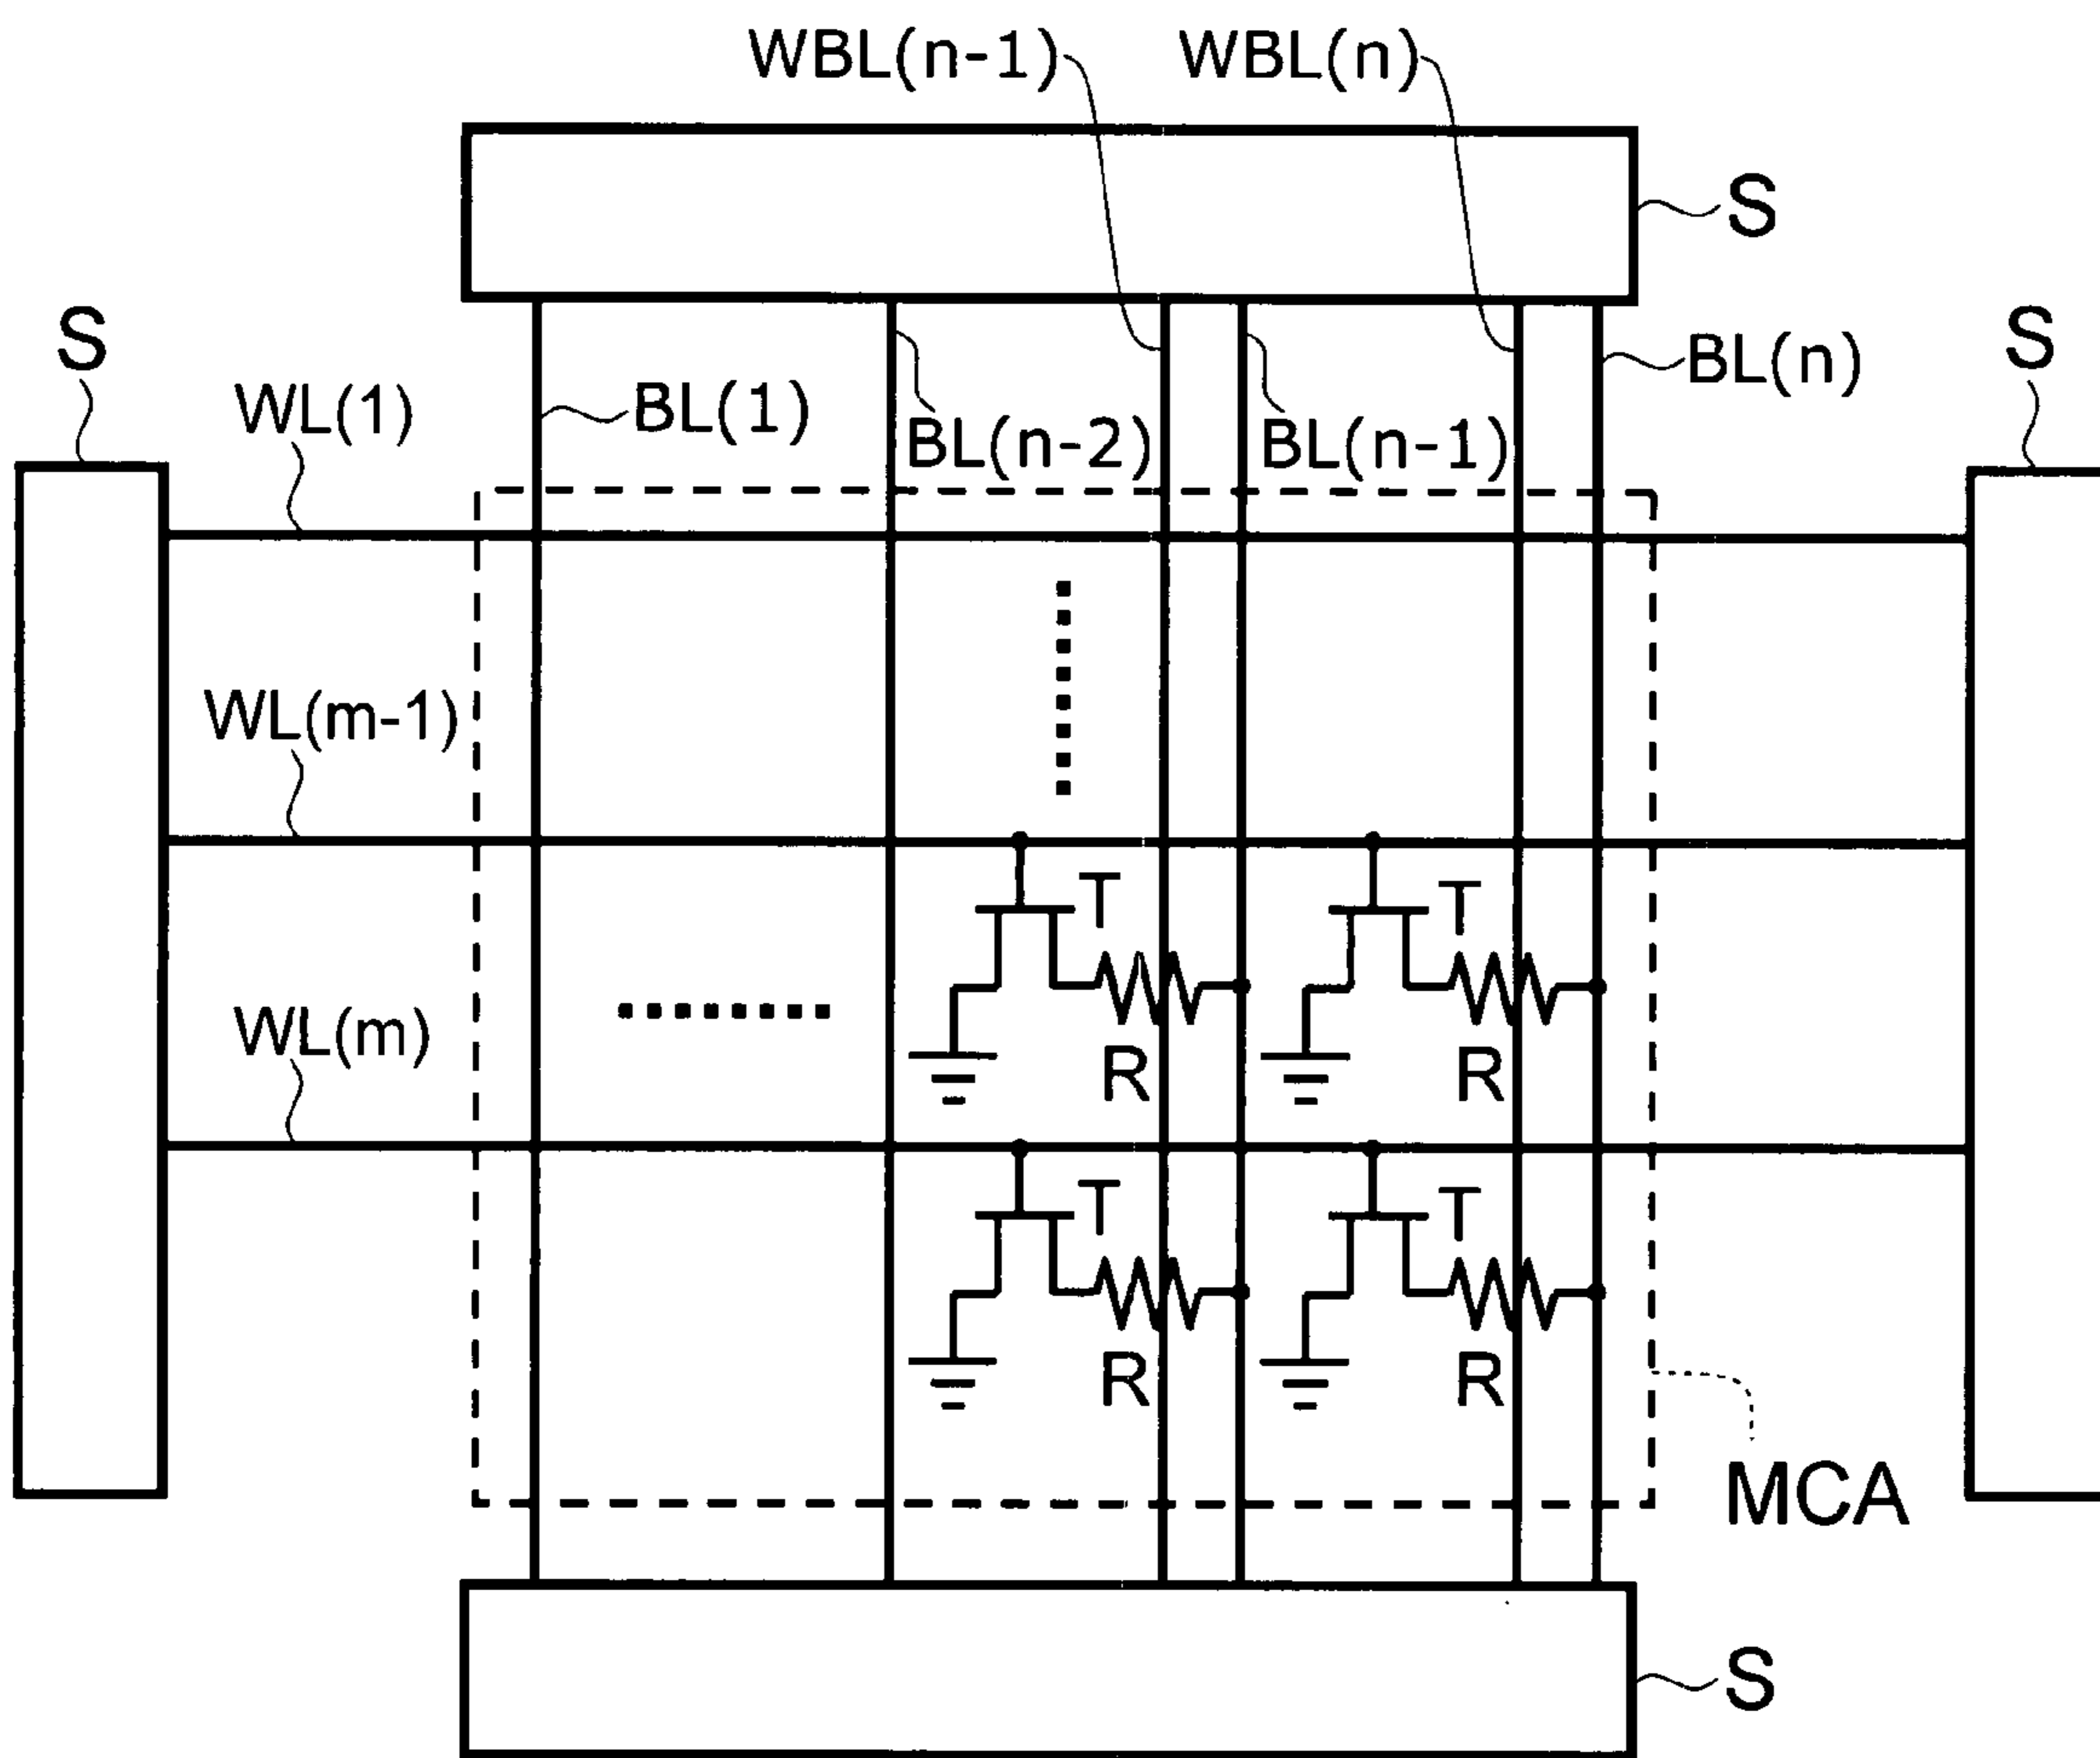 WBL(n-1) WBL(n)
S
S
S
WL(1)
BL(1)
BL(n)
BL(n-2)
BL(n-1)
WL(m-1)
T
T
WL(m)
R
R
T
T
R
R
MCA
S